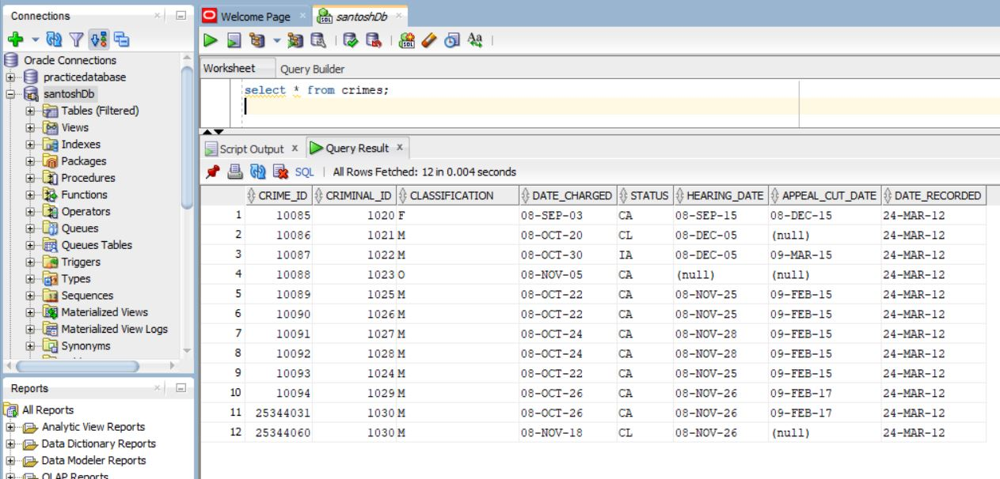 Connections
Welcome Page
santoshDb
Oracle Connections
practicedatabase
santoshDb
Tables (Filtered)
Views
Indexes
Packages
Procedures
Functions
Operators
Queues
Queues Tables
Triggers
Types
Sequences
Materialized Views
Materialized View Logs
Synonyms
Reports
All Reports
Analytic View Reports
Data Dictionary Reports
Data Modeler Reports
OLAP Reports
Worksheet Query Builder
select * from crimes;
Script Output x Query Result x
SQL | All Rows Fetched: 12 in 0.004 seconds
CRIME_ID CRIMINAL_ID CLASSIFICATION DATE_CHARGED STATUS HEARING_DATE APPEAL_CUT_DATE DATE_RECORDED
1 10085 1020 F 08-SEP-03 CA 08-SEP-15 08-DEC-15 24-MAR-12
2 10086 1021 M 08-OCT-20 CL 08-DEC-05 (null) 24-MAR-12
3 10087 1022 M 08-OCT-30 IA 08-DEC-05 09-MAR-15 24-MAR-12
4 10088 1023 O 08-NOV-05 CA (null) (null) 24-MAR-12
5 10089 1025 M 08-OCT-22 CA 08-NOV-25 09-FEB-15 24-MAR-12
6 10090 1026 M 08-OCT-22 CA 08-NOV-25 09-FEB-15 24-MAR-12
7 10091 1027 M 08-OCT-24 CA 08-NOV-28 09-FEB-15 24-MAR-12
8 10092 1028 M 08-OCT-24 CA 08-NOV-28 09-FEB-15 24-MAR-12
9 10093 1024 M 08-OCT-22 CA 08-NOV-25 09-FEB-15 24-MAR-12
10 10094 1029 M 08-OCT-26 CA 08-NOV-26 09-FEB-17 24-MAR-12
11 25344031 1030 M 08-OCT-26 CA 08-NOV-26 09-FEB-17 24-MAR-12
12 25344060 1030 M 08-NOV-18 CL 08-NOV-26 (null) 24-MAR-12